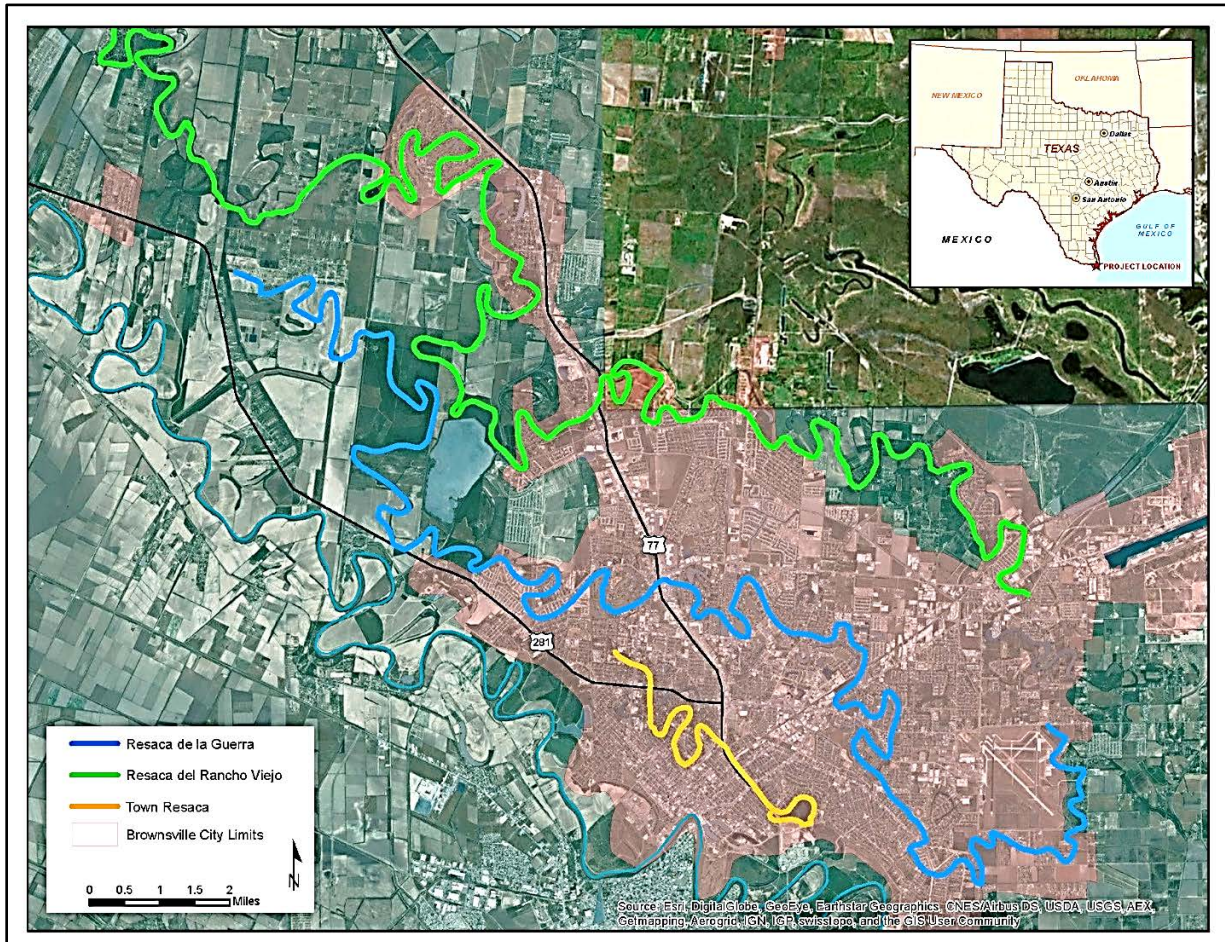 NEW MEXICO
OKLAHOMA
Dallas
TEXAS
Austin
San Antonio
MEXICO
GULF OF
MEXICO
PROJECT LOCATION
77
281
Resaca de la Guerra
Resaca del Rancho Viejo
Town Resaca
Brownsville City Limits
N
0 0.5 1 1.5 2
Miles
Source: Esri, DigitalGlobe, GeoEye, Earthstar Geographics, CNES/Airbus DS, USDA, USGS, AEX,
Getmapping, Aerogrid, IGN, IGP, swisstopo, and the GIS User Community